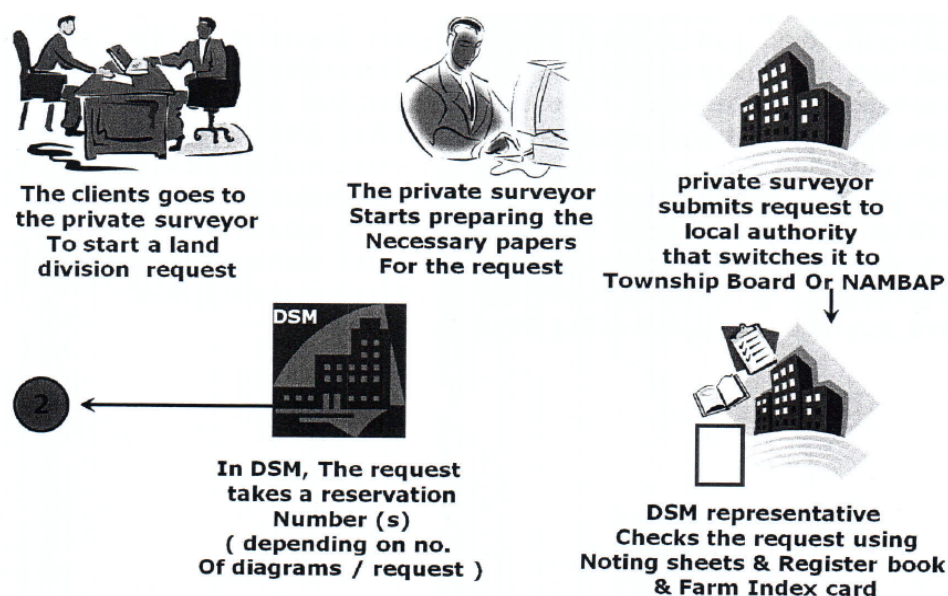 The clients goes to
the private surveyor
To start a land
division request
The private surveyor
Starts preparing the
Necessary papers
For the request
private surveyor
submits request to
local authority
that switches it to
Township Board Or NAMBAP
DSM representative
Checks the request using
Noting sheets & Register book
& Farm Index card
DSM
In DSM, The request
takes a reservation
Number (s)
( depending on no.
Of diagrams / request )
2